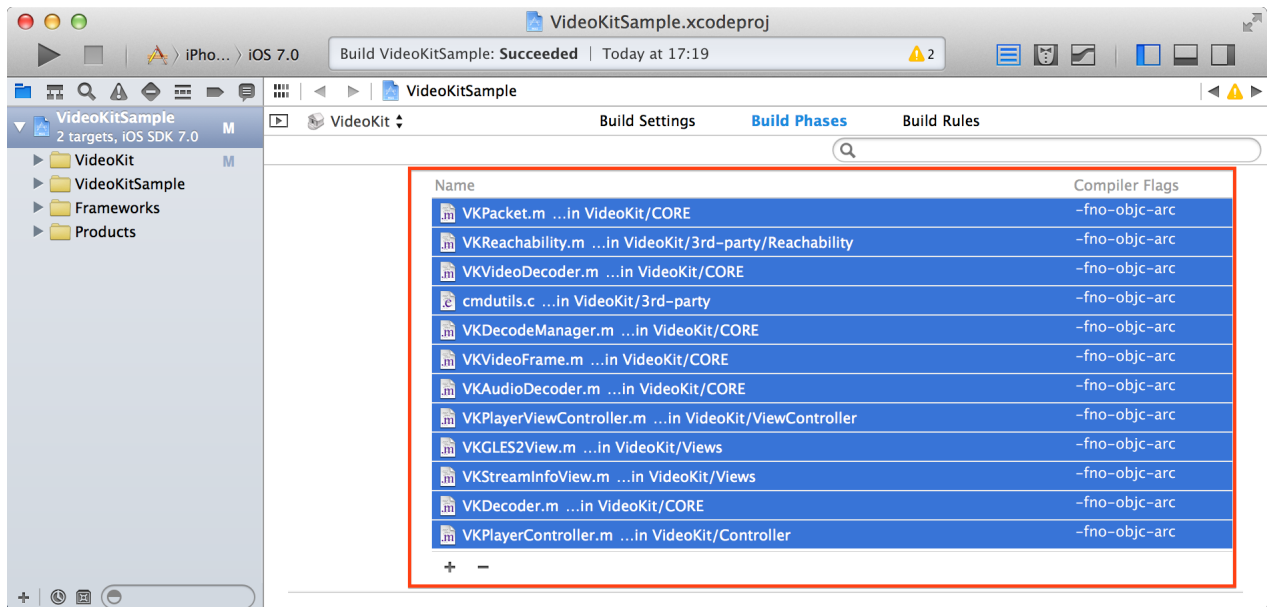 VideoKitSample.xcodeproj
iPho... iOS 7.0
Build VideoKitSample: Succeeded | Today at 17:19
2
VideoKitSample
VideoKitSample
2 targets, iOS SDK 7.0
M
VideoKit
M
VideoKitSample
Frameworks
Products
VideoKit
Build Settings
Build Phases
Build Rules
Name Compiler Flags
VKPacket.m ...in VideoKit/CORE -fno-objc-arc
VKReachability.m ...in VideoKit/3rd-party/Reachability -fno-objc-arc
VKVideoDecoder.m ...in VideoKit/CORE -fno-objc-arc
cmdutils.c ...in VideoKit/3rd-party -fno-objc-arc
VKDecodeManager.m ...in VideoKit/CORE -fno-objc-arc
VKVideoFrame.m ...in VideoKit/CORE -fno-objc-arc
VKAudioDecoder.m ...in VideoKit/CORE -fno-objc-arc
VKPlayerViewController.m ...in VideoKit/ViewController -fno-objc-arc
VKGLES2View.m ...in VideoKit/Views -fno-objc-arc
VKStreamInfoView.m ...in VideoKit/Views -fno-objc-arc
VKDecoder.m ...in VideoKit/CORE -fno-objc-arc
VKPlayerController.m ...in VideoKit/Controller -fno-objc-arc